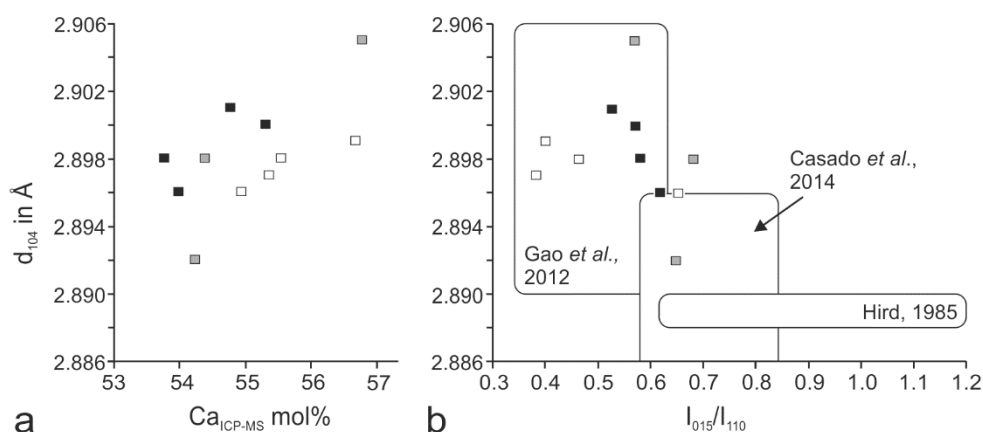 2.906
2.902
2.898
2.894
2.890
2.886
d104 in Å
53 54 55 56 57
CaICP-MS mol%
a
2.906
2.902
2.898
2.894
2.890
2.886
Gao et al.,
2012
Casado et al.,
2014
Hird, 1985
0.3 0.4 0.5 0.6 0.7 0.8 0.9 1.0 1.1 1.2
I015/I110
b